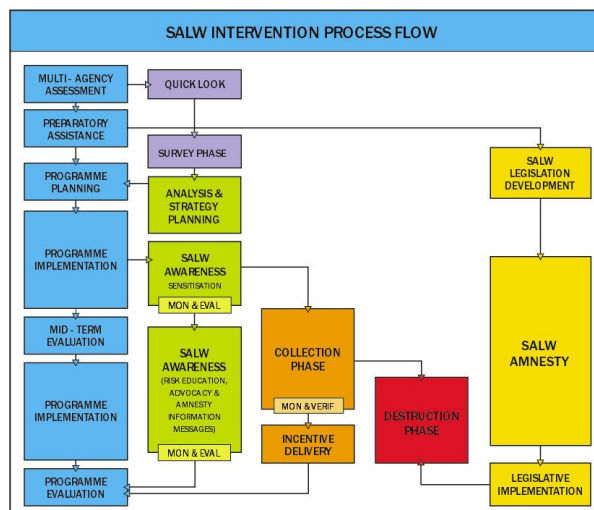 SALW INTERVENTION PROCESS FLOW
MULTI - AGENCY
ASSESSMENT
QUICK LOOK
PREPARATORY
ASSISTANCE
SURVEY PHASE
PROGRAMME
PLANNING
ANALYSIS &
STRATEGY
PLANNING
SALW
LEGISLATION
DEVELOPMENT
PROGRAMME
IMPLEMENTATION
SALW
AWARENESS
SENSITISATION
MON & EVAL
MID - TERM
EVALUATION
SALW
AWARENESS
(RISK EDUCATION,
ADVOCACY &
AMNESTY
INFORMATION
MESSAGES)
MON & EVAL
COLLECTION
PHASE
MON & VERIF
SALW
AMNESTY
PROGRAMME
IMPLEMENTATION
DESTRUCTION
PHASE
INCENTIVE
DELIVERY
PROGRAMME
EVALUATION
LEGISLATIVE
IMPLEMENTATION